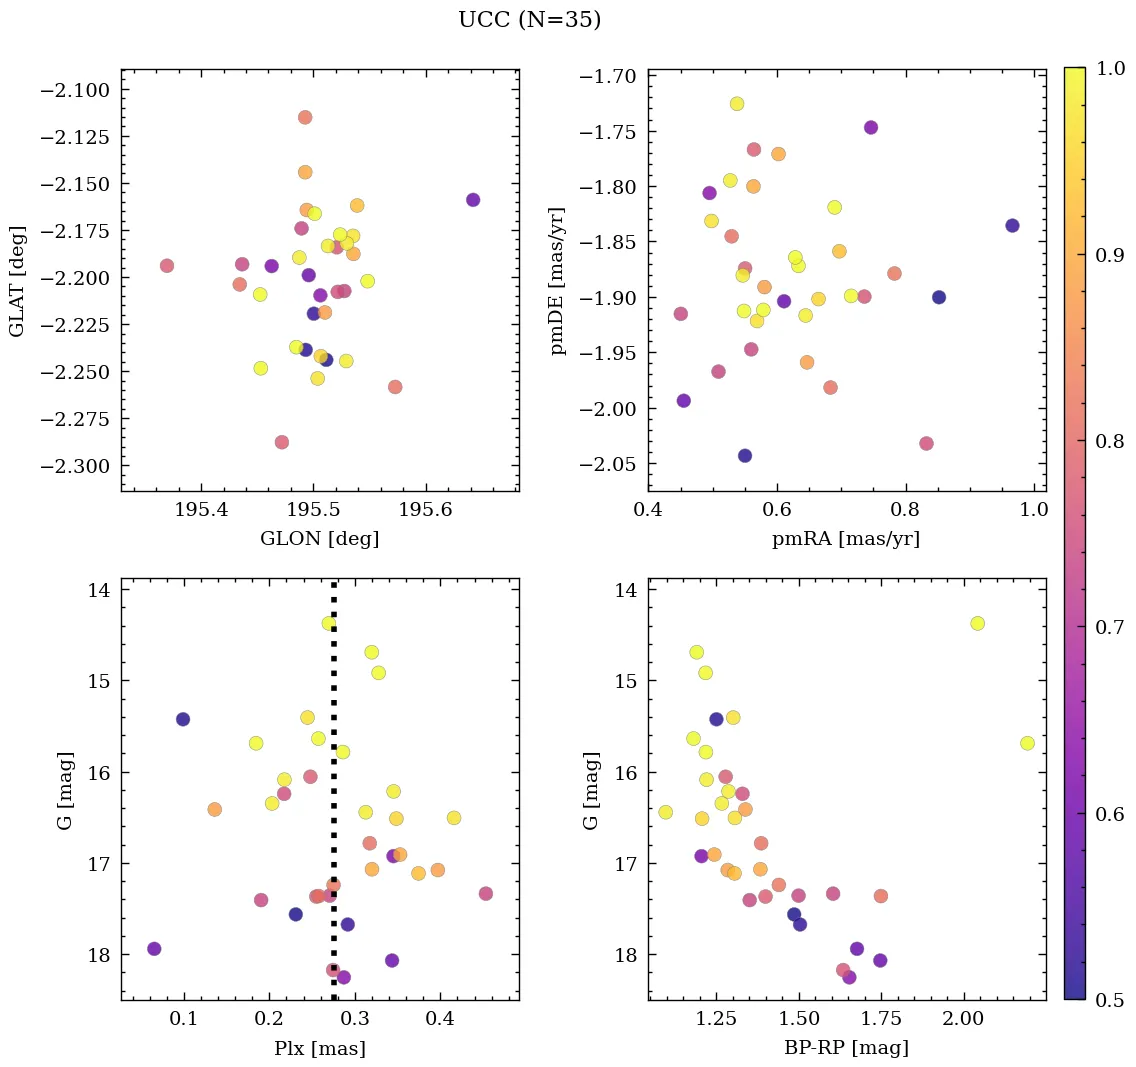 UCC (N=35)
−2.100
−2.125
−2.150
−2.175
−2.200
−2.225
−2.250
−2.275
−2.300
GLAT [deg]
195.4 195.5 195.6
GLON [deg]
−1.70
−1.75
−1.80
−1.85
−1.90
−1.95
−2.00
−2.05
pmDE [mas/yr]
0.4 0.6 0.8 1.0
pmRA [mas/yr]
14
15
16
17
18
G [mag]
0.1 0.2 0.3 0.4
Plx [mas]
14
15
16
17
18
G [mag]
1.25 1.50 1.75 2.00
BP-RP [mag]
1.0
0.9
0.8
0.7
0.6
0.5